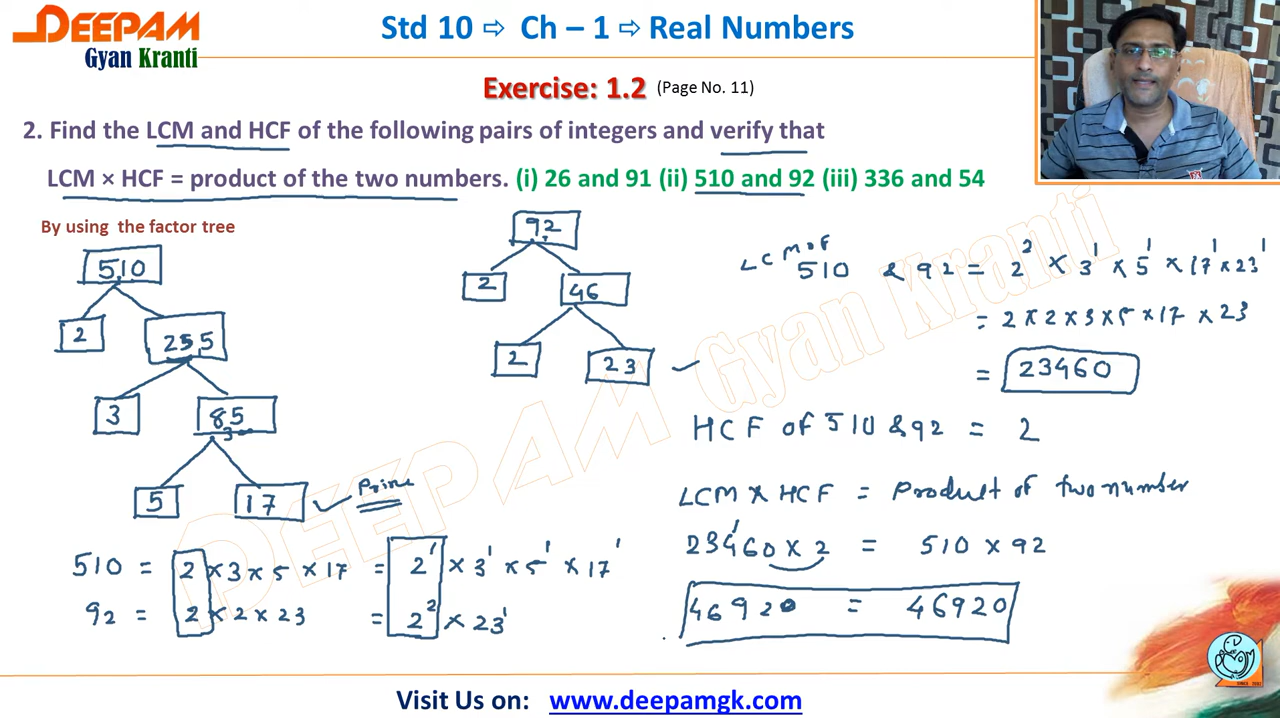 DEEPAM
Gyan Kranti
Std 10 ⇨ Ch – 1 ⇨ Real Numbers
Exercise: 1.2 (Page No. 11)
2. Find the LCM and HCF of the following pairs of integers and verify that
LCM × HCF = product of the two numbers. (i) 26 and 91 (ii) 510 and 92 (iii) 336 and 54
By using the factor tree
510
2 255
3 85
5 17 ✓ Prime
92
2 46
2 23 ✓
510 = 2 × 3 × 5 × 17 = 2¹ × 3¹ × 5¹ × 17¹
92 = 2 × 2 × 23 = 2² × 23¹
LCM of 510 & 92 = 2² × 3¹ × 5¹ × 17¹ × 23¹
= 2 × 2 × 3 × 5 × 17 × 23
= 23460
HCF of 510 & 92 = 2
LCM × HCF = Product of two number
23460 × 2 = 510 × 92
46920 = 46920
DEEPAM Gyan Kranti
Visit Us on: www.deepamgk.com